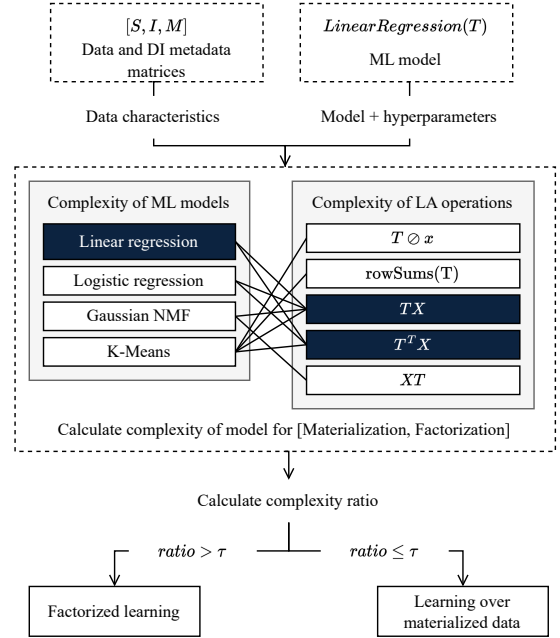 [S, I, M]
Data and DI metadata
matrices
LinearRegression(T)
ML model
Data characteristics
Model + hyperparameters
Complexity of ML models
Linear regression
Logistic regression
Gaussian NMF
K-Means
Complexity of LA operations
T ⊘ x
rowSums(T)
TX
TᵀX
XT
Calculate complexity of model for [Materialization, Factorization]
Calculate complexity ratio
ratio > τ
ratio ≤ τ
Factorized learning
Learning over
materialized data